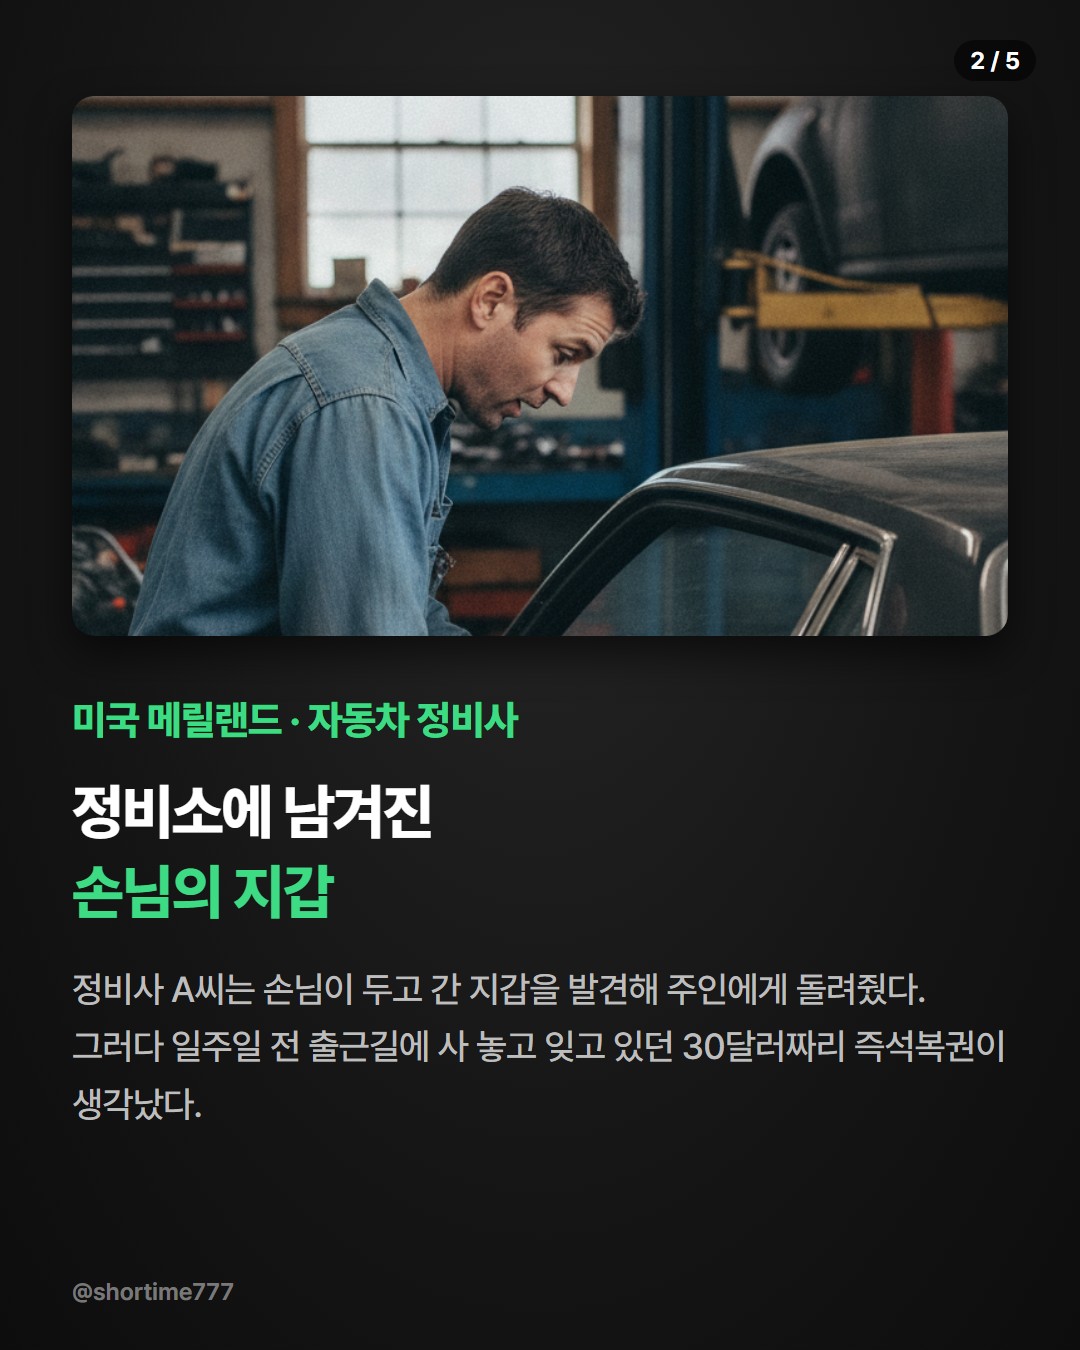 2 / 5
미국 메릴랜드 · 자동차 정비사
정비소에 남겨진
손님의 지갑
정비사 A씨는 손님이 두고 간 지갑을 발견해 주인에게 돌려줬다.
그러다 일주일 전 출근길에 사 놓고 잊고 있던 30달러짜리 즉석복권이
생각났다.
@shortime777